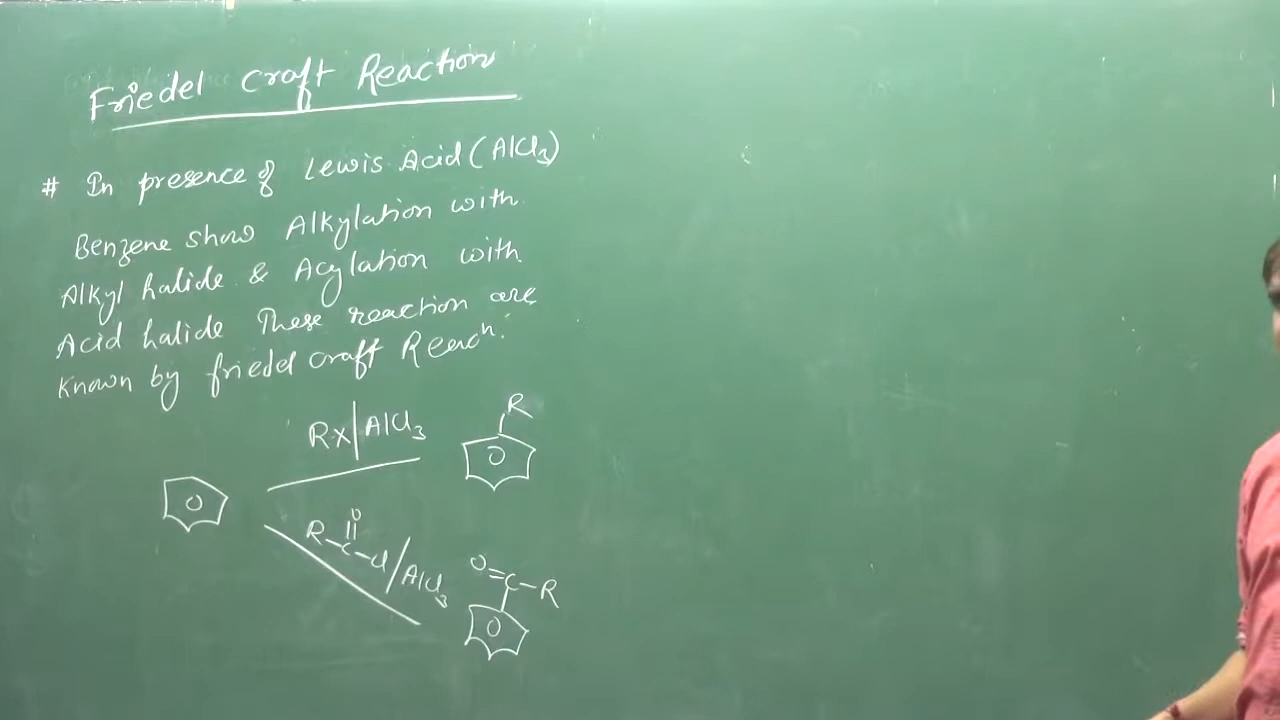 Friedel Craft Reaction
# In presence of Lewis Acid (AlCl3)
Benzene show Alkylation with
Alkyl halide & Acylation with
Acid halide These reaction are
Known by friedel craft Reacn.
R
RX/AlCl3
O
O
R-C-Cl/AlCl3
O=C-R